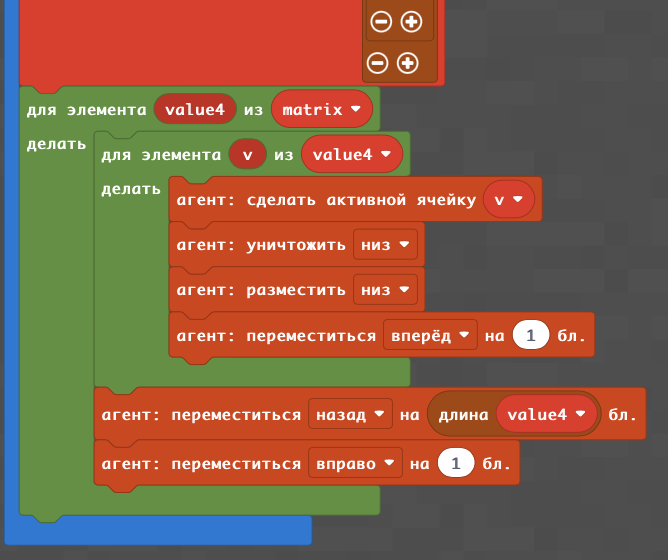 для элемента value4 из matrix
делать
для элемента v из value4
делать
агент: сделать активной ячейку v
агент: уничтожить низ
агент: разместить низ
агент: переместиться вперёд на 1 бл.
агент: переместиться назад на длина value4 бл.
агент: переместиться вправо на 1 бл.